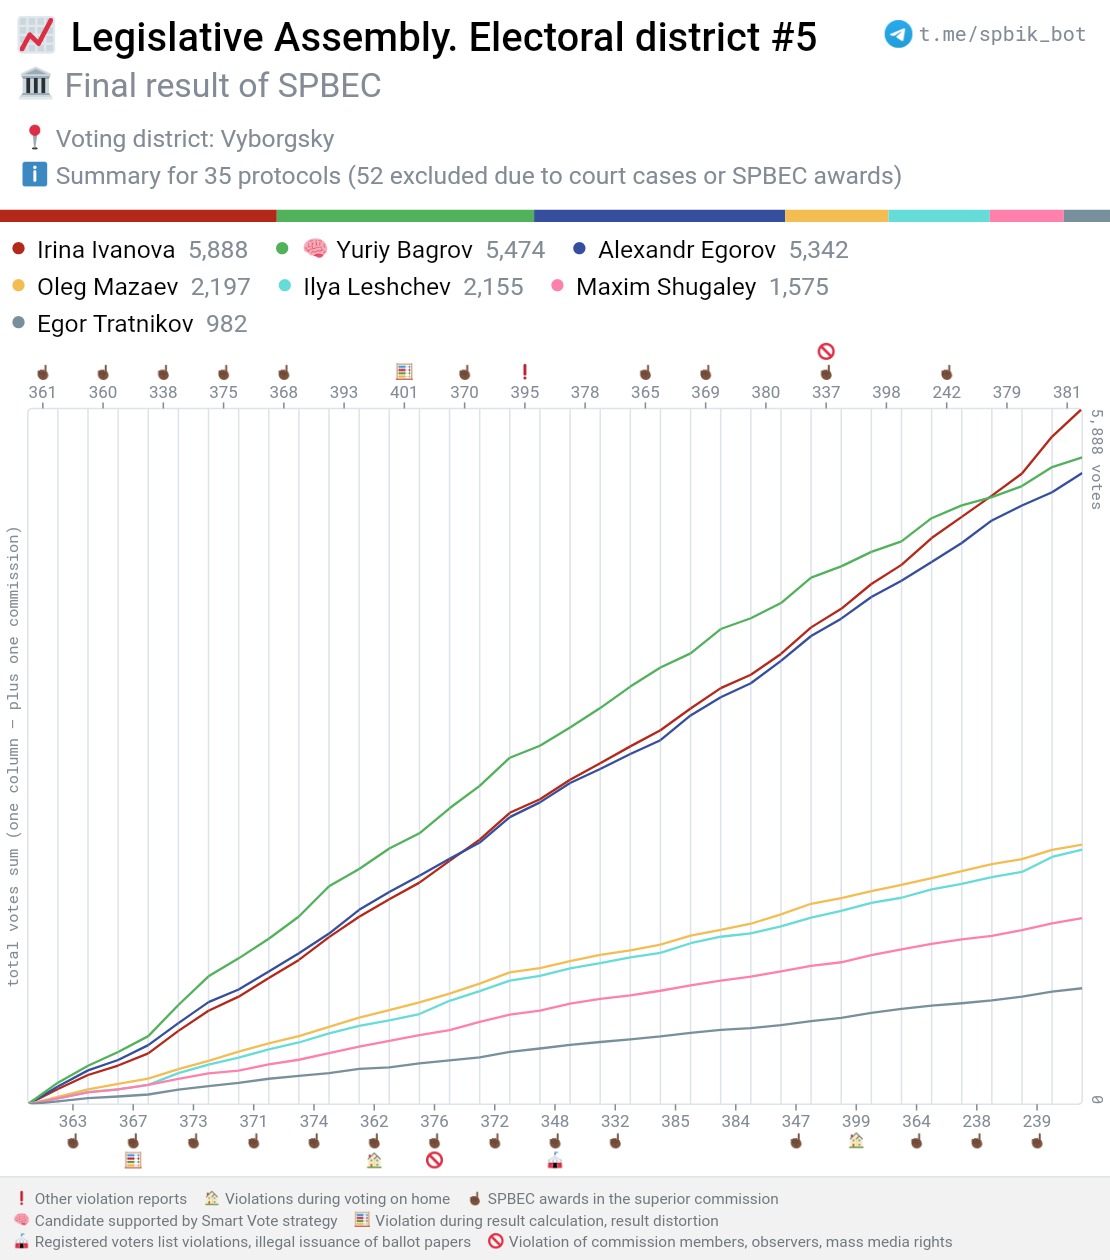 Legislative Assembly. Electoral district #5
t.me/spbik_bot
Final result of SPBEC
Voting district: Vyborgsky
Summary for 35 protocols (52 excluded due to court cases or SPBEC awards)
Irina Ivanova 5,888 Yuriy Bagrov 5,474 Alexandr Egorov 5,342
Oleg Mazaev 2,197 Ilya Leshchev 2,155 Maxim Shugaley 1,575
Egor Tratnikov 982
361 360 338 375 368 393 401 370 395 378 365 369 380 337 398 242 379 381
5,888 votes
total votes sum (one column – plus one commission)
0
363 367 373 371 374 362 376 372 348 332 385 384 347 399 364 238 239
Other violation reports Violations during voting on home SPBEC awards in the superior commission
Candidate supported by Smart Vote strategy Violation during result calculation, result distortion
Registered voters list violations, illegal issuance of ballot papers Violation of commission members, observers, mass media rights